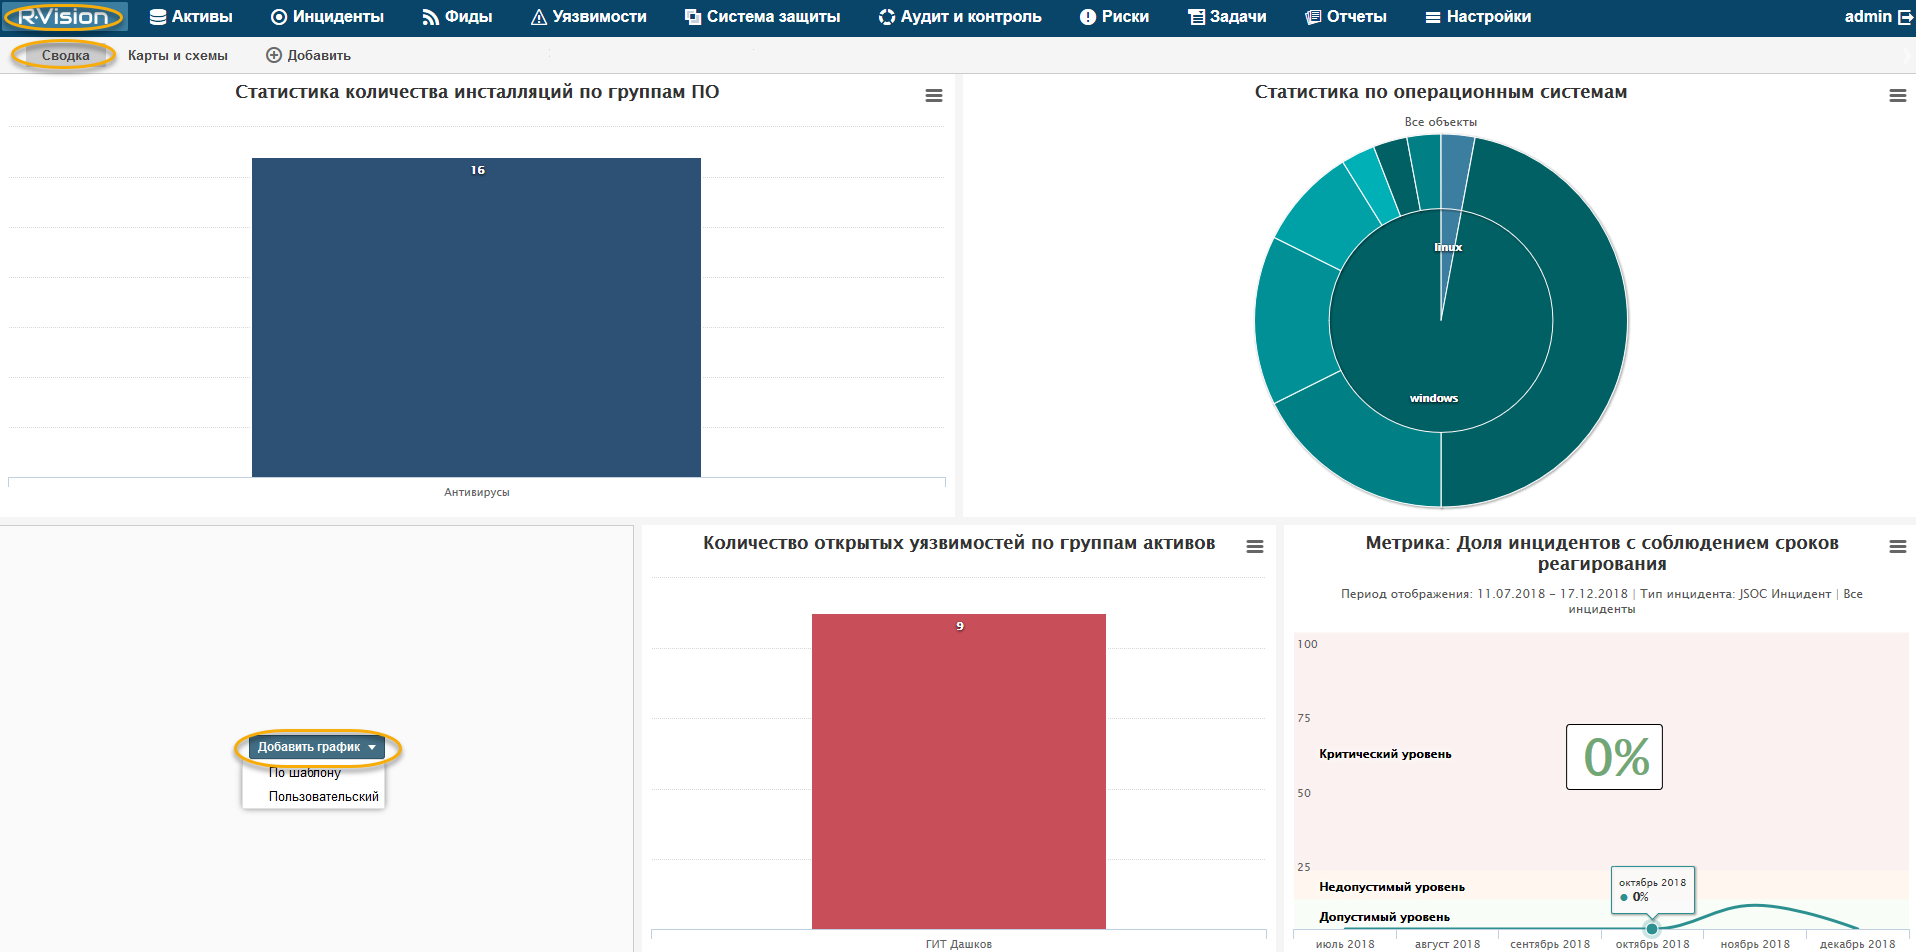 R·Vision
Активы
Инциденты
Фиды
Уязвимости
Система защиты
Аудит и контроль
Риски
Задачи
Отчеты
Настройки
admin
Сводка
Карты и схемы
Добавить
Статистика количества инсталляций по группам ПО
16
Антивирусы
Статистика по операционным системам
Все объекты
linux
windows
Добавить график
По шаблону
Пользовательский
Количество открытых уязвимостей по группам активов
9
ГИТ Дашков
Метрика: Доля инцидентов с соблюдением сроков
реагирования
Период отображения: 11.07.2018 – 17.12.2018 | Тип инцидента: JSOC Инцидент | Все
инциденты
100
75
Критический уровень
0%
50
25
октябрь 2018
0%
Недопустимый уровень
Допустимый уровень
июль 2018
август 2018
сентябрь 2018
октябрь 2018
ноябрь 2018
декабрь 2018